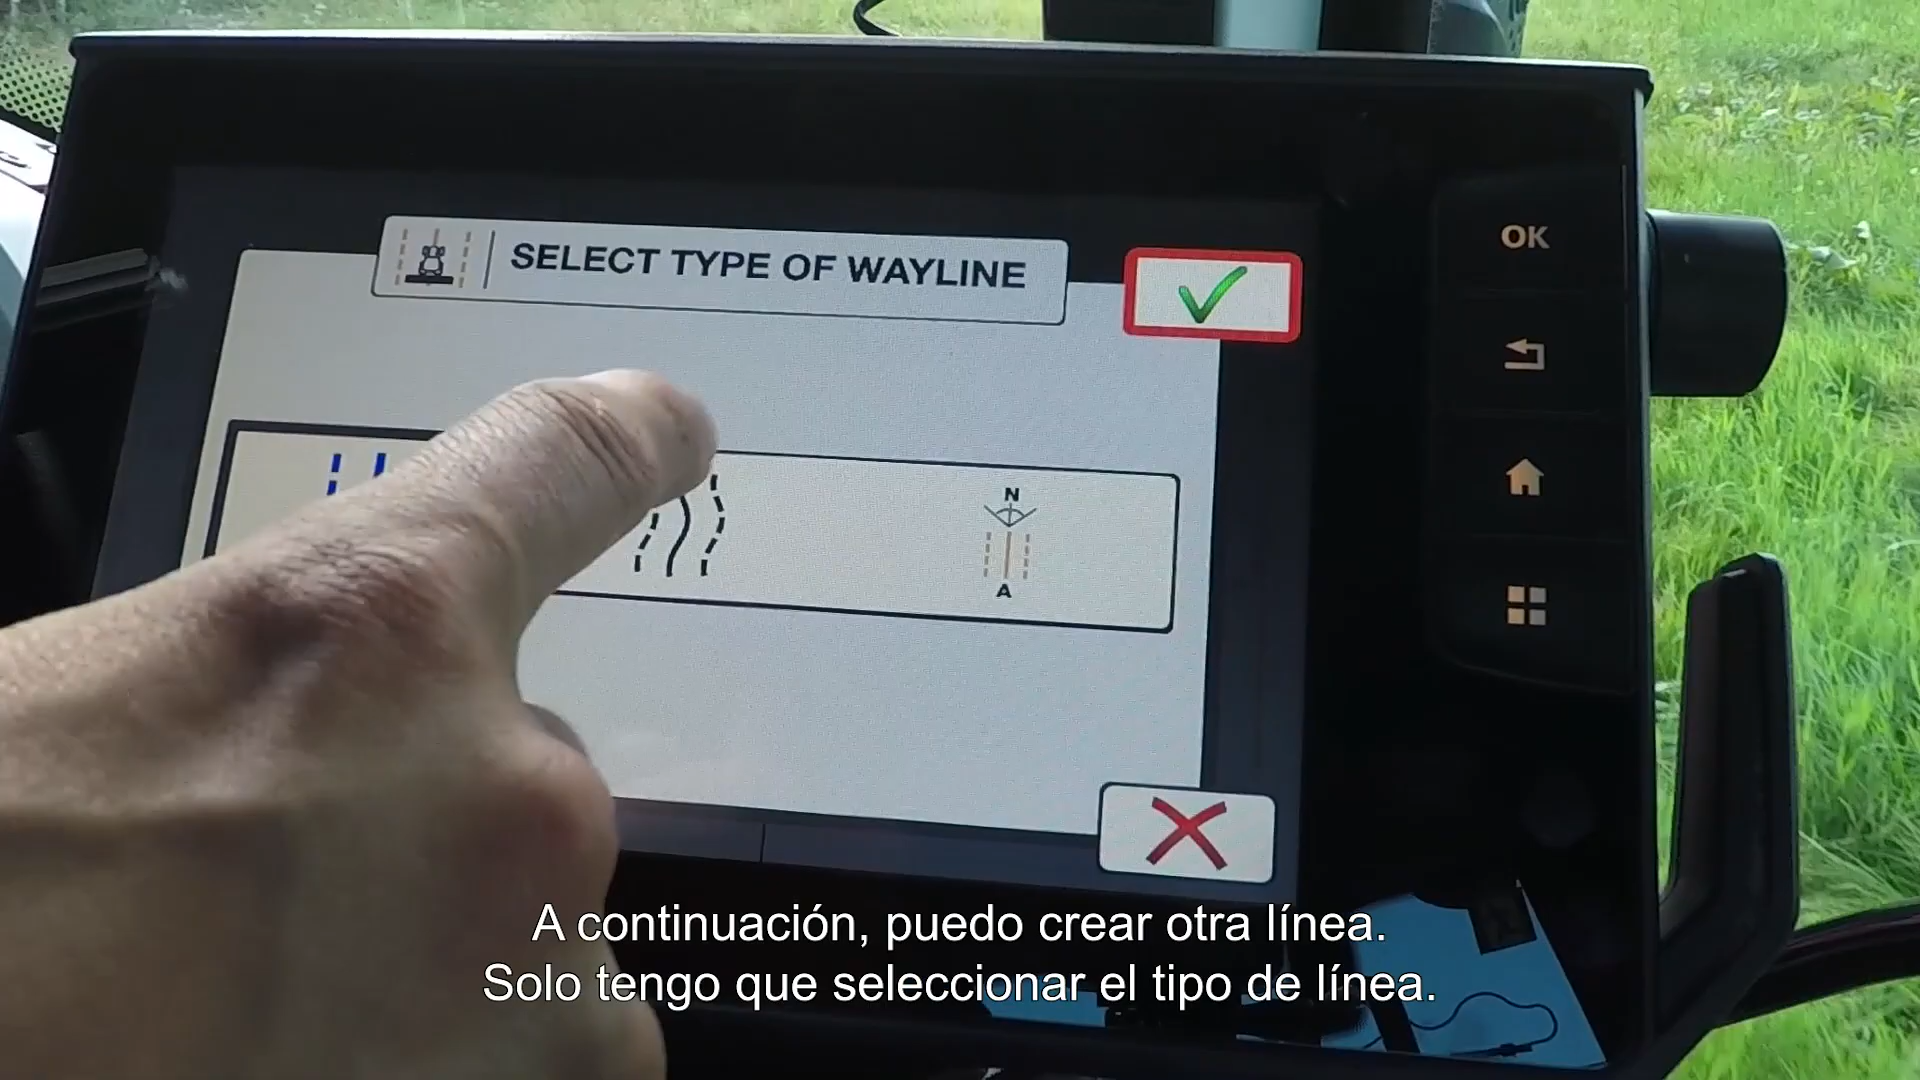 SELECT TYPE OF WAYLINE
OK
N
A
A continuación, puedo crear otra línea.
Solo tengo que seleccionar el tipo de línea.